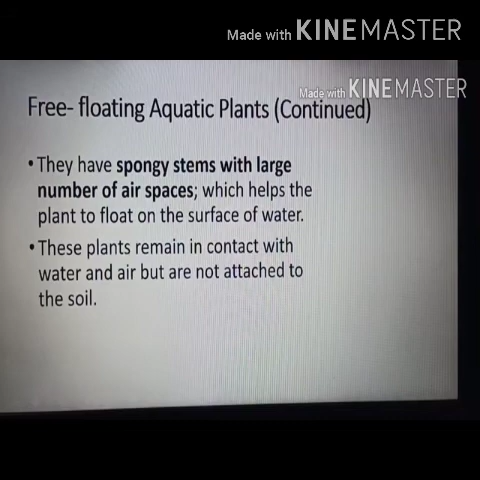 Made with KINEMASTER
Made with KINEMASTER
Free- floating Aquatic Plants (Continued)
• They have spongy stems with large
number of air spaces; which helps the
plant to float on the surface of water.
• These plants remain in contact with
water and air but are not attached to
the soil.